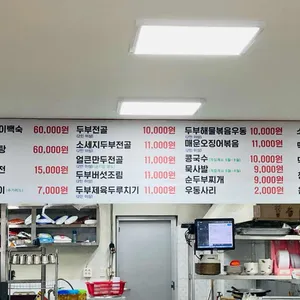 이백숙 60,000원
탕 60,000원
전 15,000원
이 7,000원
두부전골 10,000원
소세지두부전골 11,000원
얼큰만두전골 11,000원
두부버섯조림 11,000원
두부제육두루치기 11,000원
두부해물볶음우동 10,000원
매운오징어볶음 11,000원
콩국수 9,000원
묵사발 9,000원
순두부찌개 9,000원
우동사리 2,000원